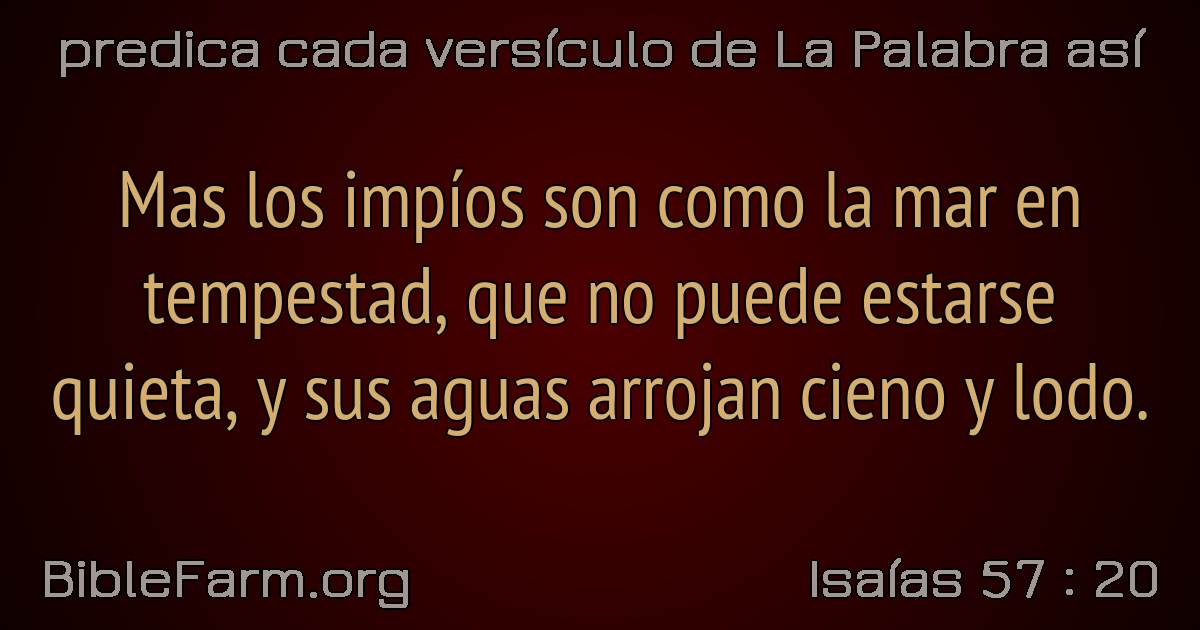 predica cada versículo de La Palabra así
Mas los impíos son como la mar en
tempestad, que no puede estarse
quieta, y sus aguas arrojan cieno y lodo.
BibleFarm.org
Isaías 57 : 20